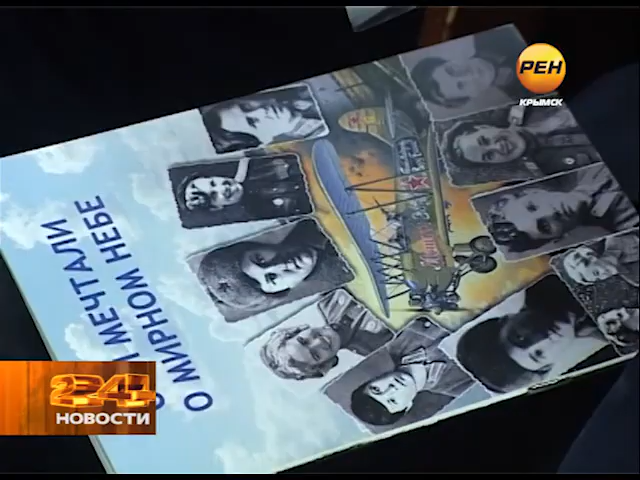 РЕН
КРЫМСК
МЕЧТАЛИ
О МИРНОМ НЕБЕ
24
НОВОСТИ